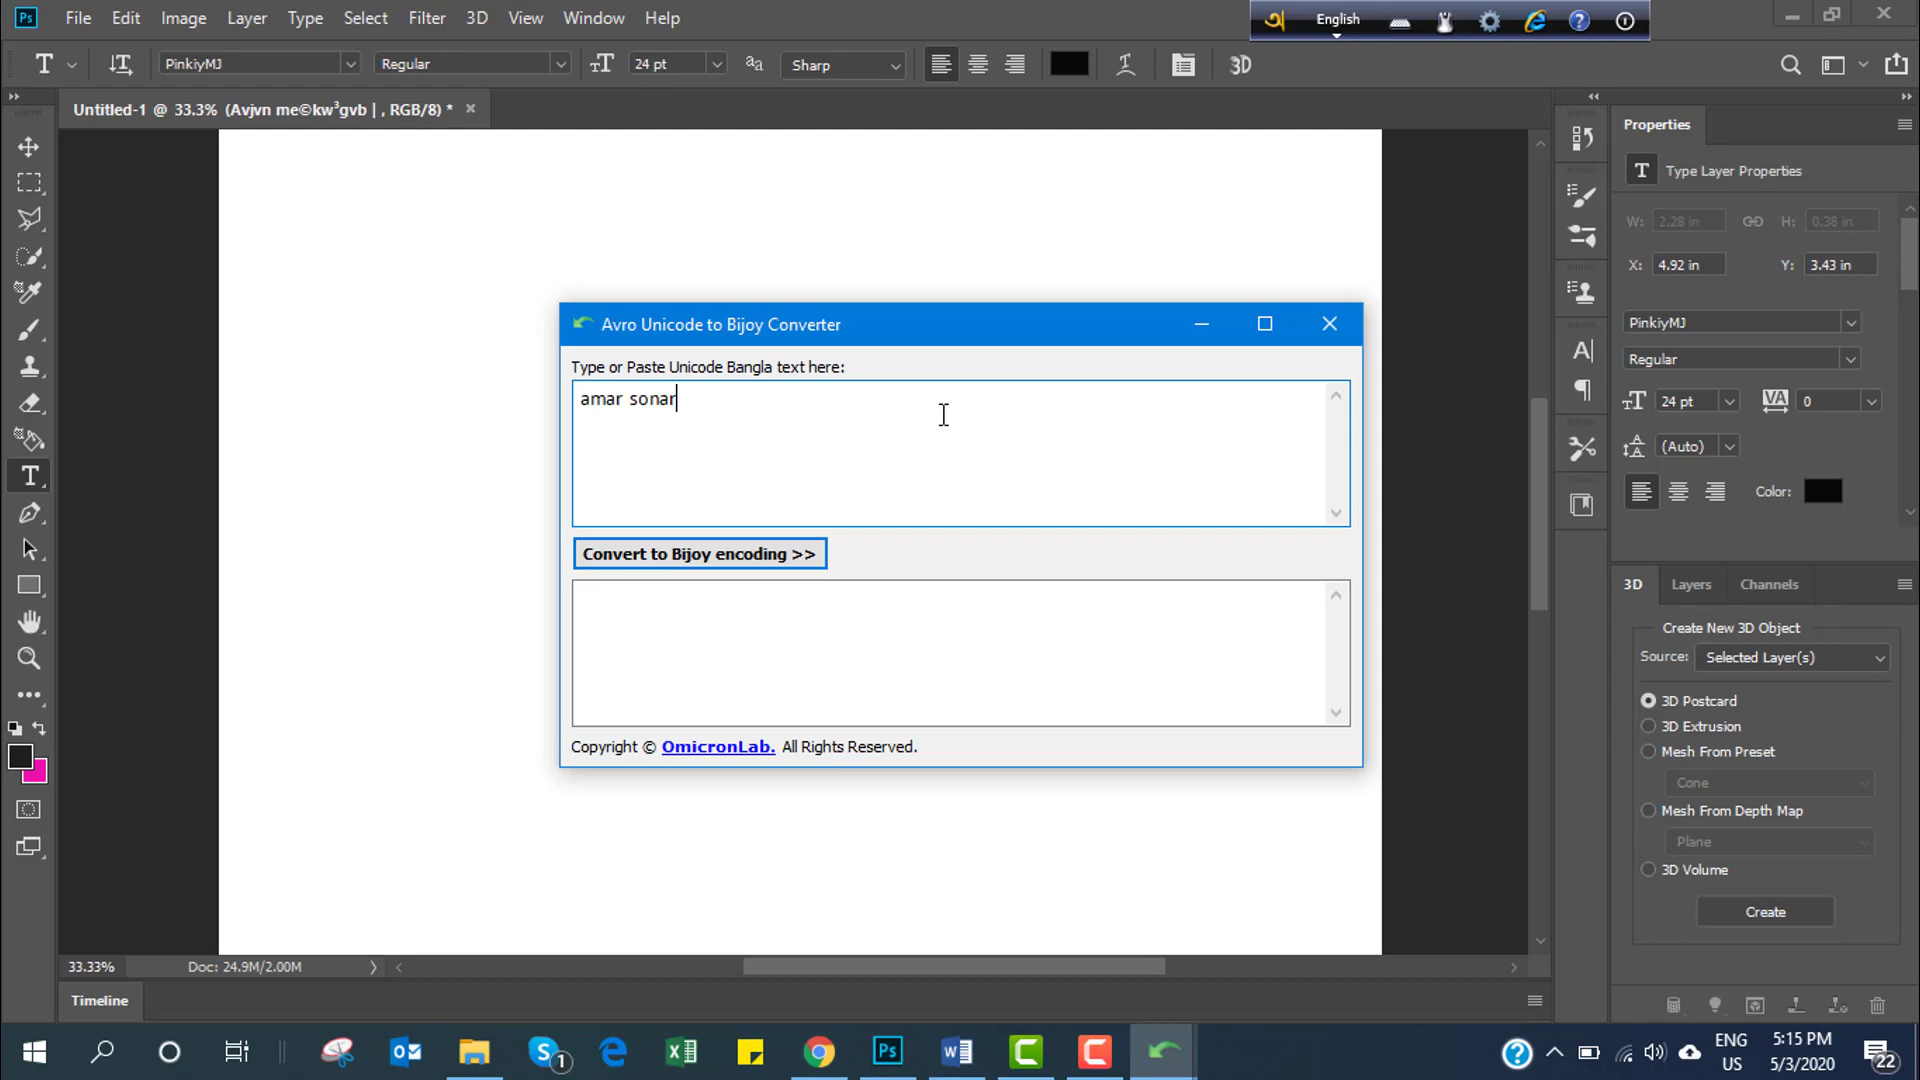 Ps File Edit Image Layer Type Select Filter 3D View Window Help
English
PinkiyMJ Regular 24 pt Sharp 3D
Untitled-1 @ 33.3% (Avjvn me©kw³gvb | , RGB/8) *
Properties
Type Layer Properties
W: 2.28 in H: 0.38 in
X: 4.92 in Y: 3.43 in
PinkiyMJ
Regular
24 pt VA 0
(Auto)
Color:
Avro Unicode to Bijoy Converter
Type or Paste Unicode Bangla text here:
amar sonar
Convert to Bijoy encoding >>
Copyright © OmicronLab. All Rights Reserved.
3D Layers Channels
Create New 3D Object
Source: Selected Layer(s)
3D Postcard
3D Extrusion
Mesh From Preset
Cone
Mesh From Depth Map
Plane
3D Volume
Create
33.33% Doc: 24.9M/2.00M
Timeline
ENG
US
5:15 PM
5/3/2020
22